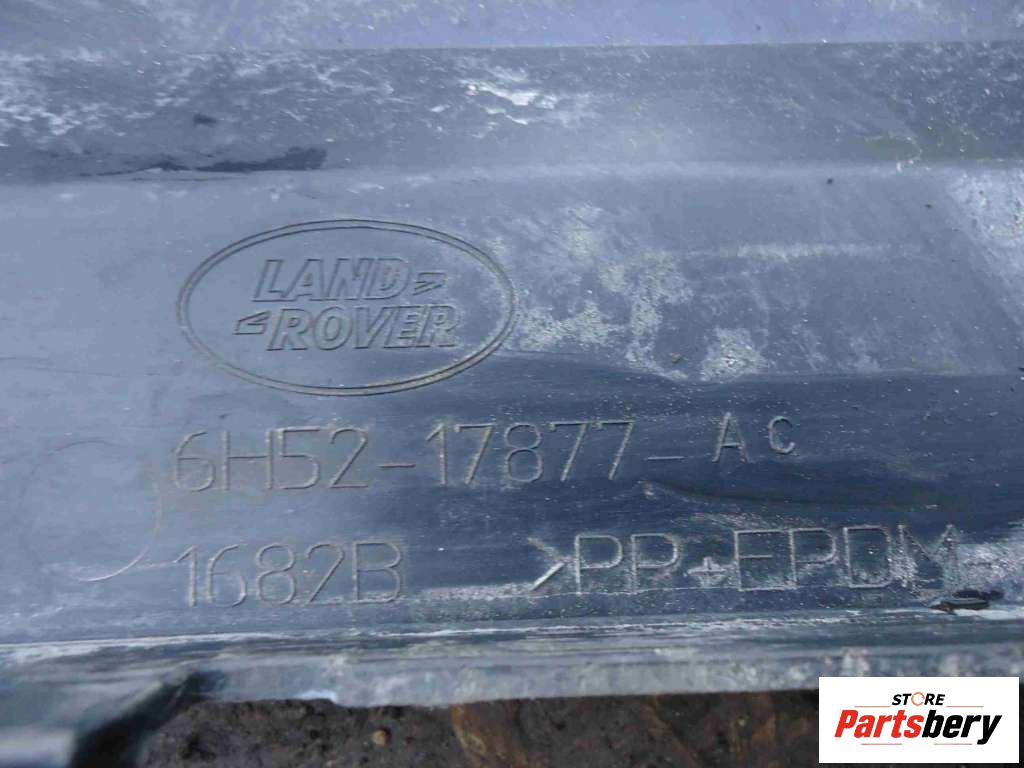 LAND
ROVER
6H52-17877-AC
1682B >PP+EPDM
STORE
Partsbery